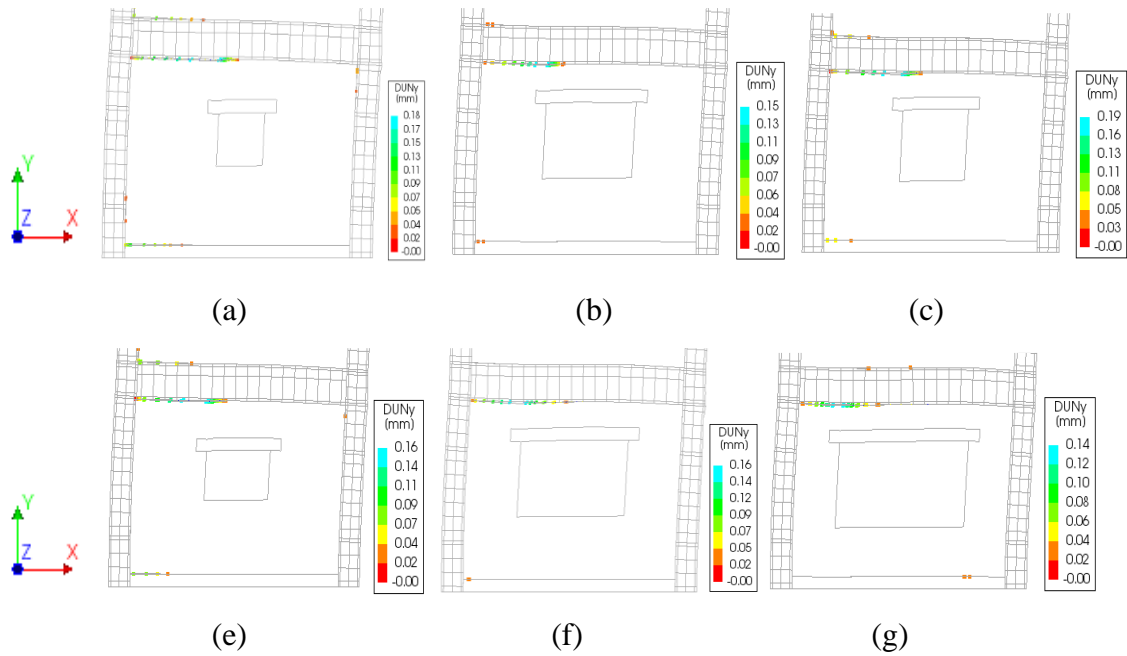 DUNy
(mm)
0.18
0.17
0.15
0.13
0.11
0.09
0.07
0.05
0.04
0.02
-0.00
DUNy
(mm)
0.15
0.13
0.11
0.09
0.07
0.06
0.04
0.02
-0.00
DUNy
(mm)
0.19
0.16
0.13
0.11
0.08
0.05
0.03
-0.00
Y
Z
X
(a)
(b)
(c)
DUNy
(mm)
0.16
0.14
0.11
0.09
0.07
0.04
0.02
-0.00
DUNy
(mm)
0.16
0.14
0.12
0.09
0.07
0.05
0.02
-0.00
DUNy
(mm)
0.14
0.12
0.10
0.08
0.06
0.04
0.02
-0.00
Y
Z
X
(e)
(f)
(g)